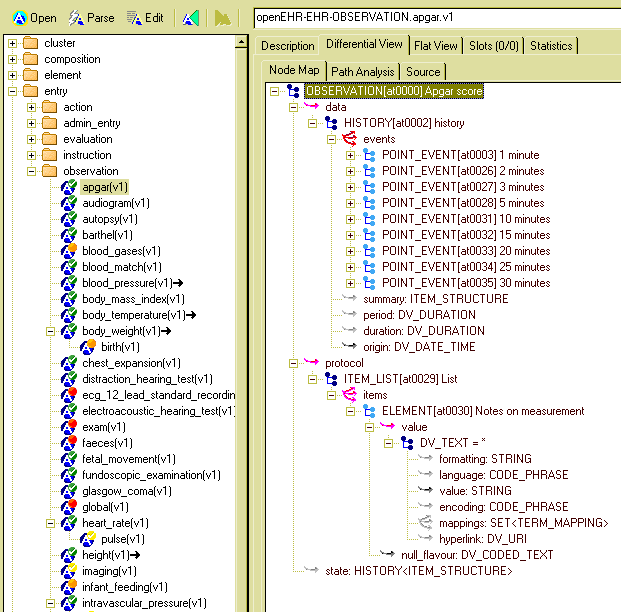 Open Parse Edit
openEHR-EHR-OBSERVATION.apgar.v1
cluster
composition
element
entry
action
admin_entry
evaluation
instruction
observation
apgar(v1)
audiogram(v1)
autopsy(v1)
barthel(v1)
blood_gases(v1)
blood_match(v1)
blood_pressure(v1)
body_mass_index(v1)
body_temperature(v1)
body_weight(v1)
birth(v1)
chest_expansion(v1)
distraction_hearing_test(v1)
ecg_12_lead_standard_recordin
electroacoustic_hearing_test(v1)
exam(v1)
faeces(v1)
fetal_movement(v1)
fundoscopic_examination(v1)
glasgow_coma(v1)
global(v1)
heart_rate(v1)
pulse(v1)
height(v1)
imaging(v1)
infant_feeding(v1)
intravascular_pressure(v1)
Description Differential View Flat View Slots (0/0) Statistics
Node Map Path Analysis Source
OBSERVATION[at0000] Apgar score
data
HISTORY[at0002] history
events
POINT_EVENT[at0003] 1 minute
POINT_EVENT[at0026] 2 minutes
POINT_EVENT[at0027] 3 minutes
POINT_EVENT[at0028] 5 minutes
POINT_EVENT[at0031] 10 minutes
POINT_EVENT[at0032] 15 minutes
POINT_EVENT[at0033] 20 minutes
POINT_EVENT[at0034] 25 minutes
POINT_EVENT[at0035] 30 minutes
summary: ITEM_STRUCTURE
period: DV_DURATION
duration: DV_DURATION
origin: DV_DATE_TIME
protocol
ITEM_LIST[at0029] List
items
ELEMENT[at0030] Notes on measurement
value
DV_TEXT = *
formatting: STRING
language: CODE_PHRASE
value: STRING
encoding: CODE_PHRASE
mappings: SET<TERM_MAPPING>
hyperlink: DV_URI
null_flavour: DV_CODED_TEXT
state: HISTORY<ITEM_STRUCTURE>